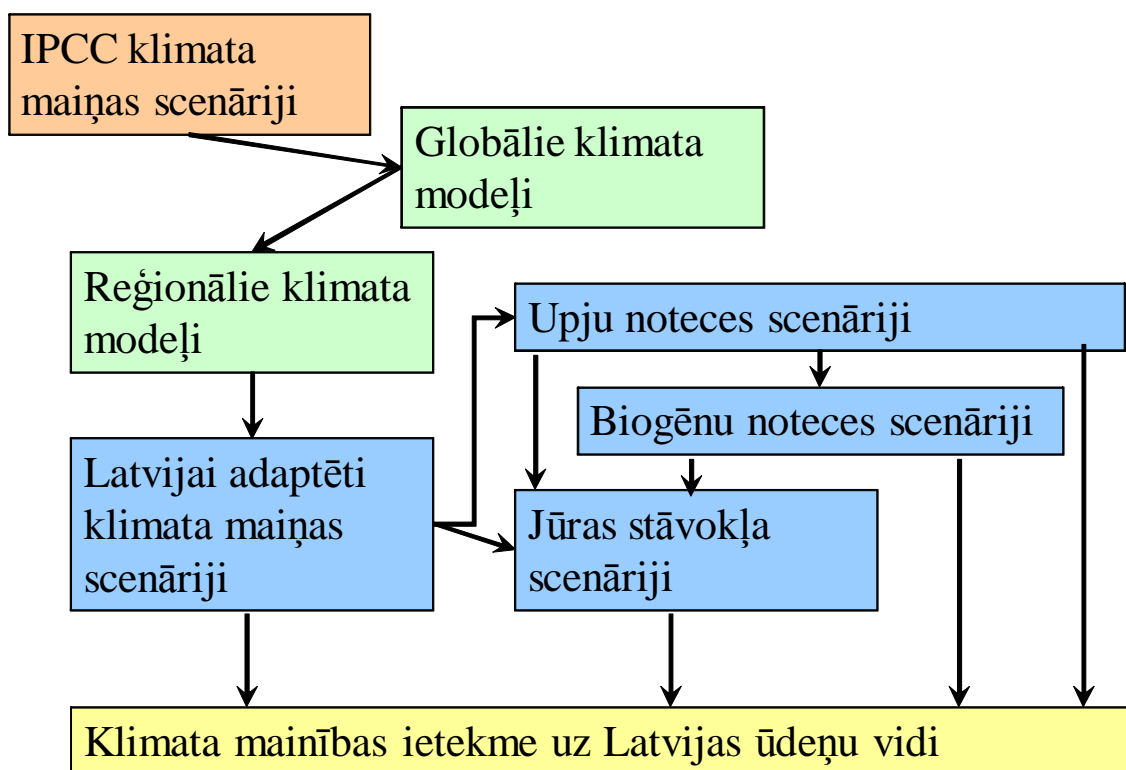 IPCC klimata
maiņas scenāriji
Globālie klimata
modeļi
Reģionālie klimata
modeļi
Upju noteces scenāriji
Biogēnu noteces scenāriji
Latvijai adaptēti
klimata maiņas
scenāriji
Jūras stāvokļa
scenāriji
Klimata mainības ietekme uz Latvijas ūdeņu vidi